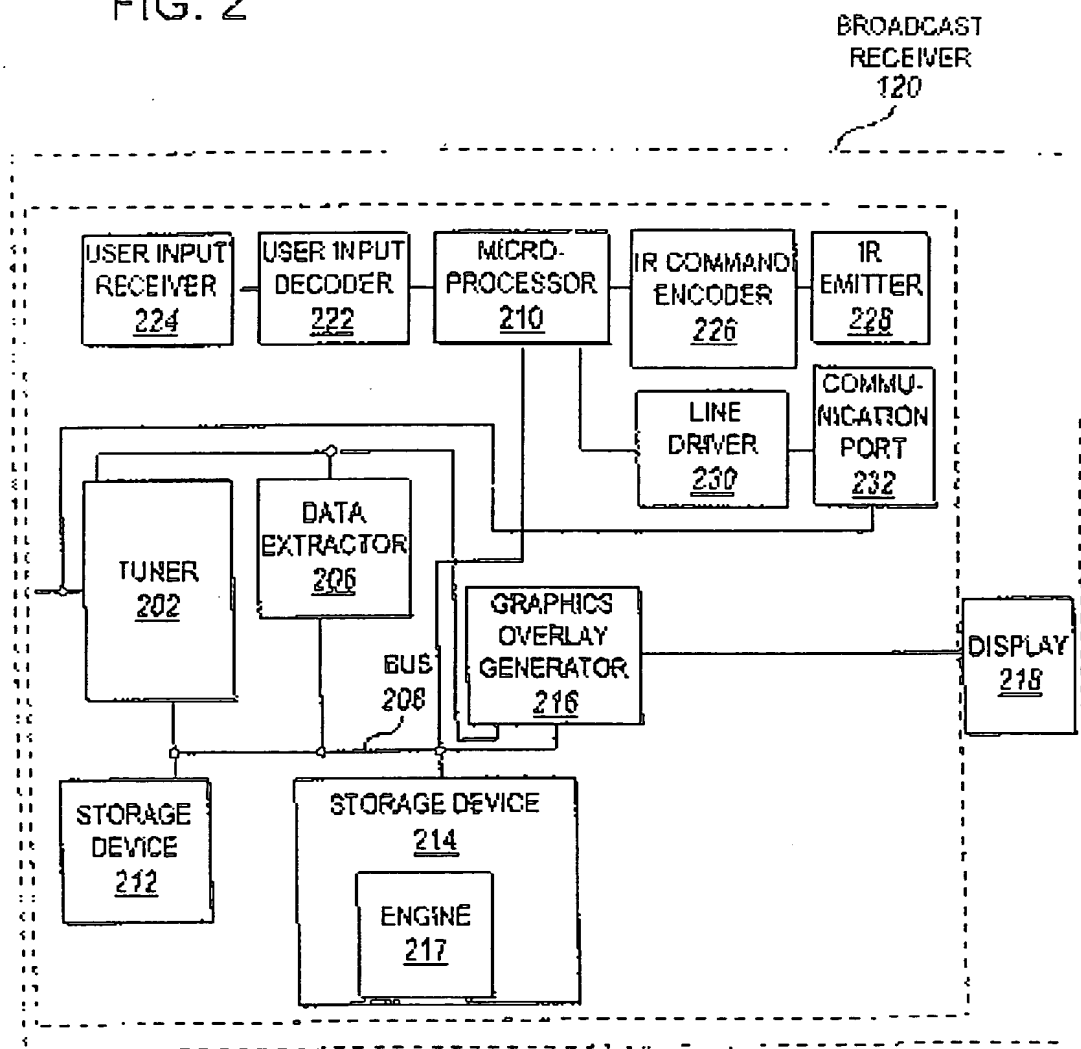 FIG. 2
BROADCAST
RECEIVER
120
USER INPUT
RECEIVER
224
USER INPUT
DECODER
222
MICRO-
PROCESSOR
210
IR COMMAND
ENCODER
226
IR
EMITTER
228
LINE
DRIVER
230
COMMU-
NICATION
PORT
232
TUNER
202
DATA
EXTRACTOR
206
GRAPHICS
OVERLAY
GENERATOR
216
DISPLAY
218
BUS
208
STORAGE
DEVICE
212
STORAGE DEVICE
214
ENGINE
217